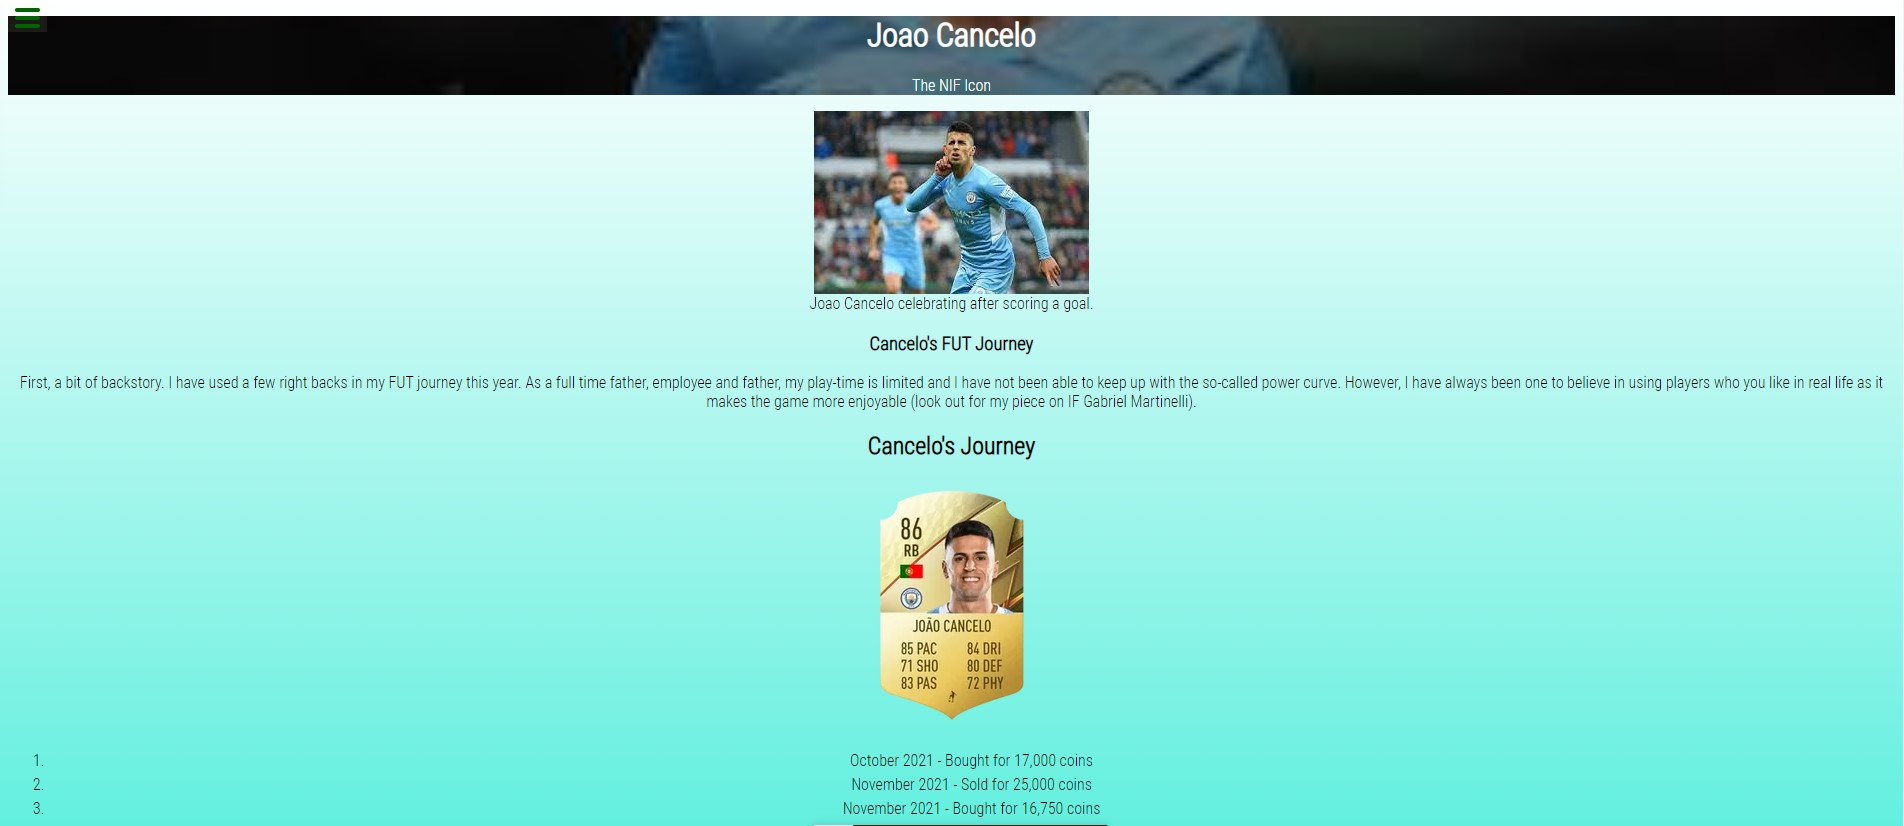 Joao Cancelo
The NIF Icon
Joao Cancelo celebrating after scoring a goal.
Cancelo's FUT Journey
First, a bit of backstory. I have used a few right backs in my FUT journey this year. As a full time father, employee and father, my play-time is limited and I have not been able to keep up with the so-called power curve. However, I have always been one to believe in using players who you like in real life as it
makes the game more enjoyable (look out for my piece on IF Gabriel Martinelli).
Cancelo's Journey
86
RB
JOÃO CANCELO
85 PAC 84 DRI
71 SHO 80 DEF
83 PAS 72 PHY
1. October 2021 - Bought for 17,000 coins
2. November 2021 - Sold for 25,000 coins
3. November 2021 - Bought for 16,750 coins